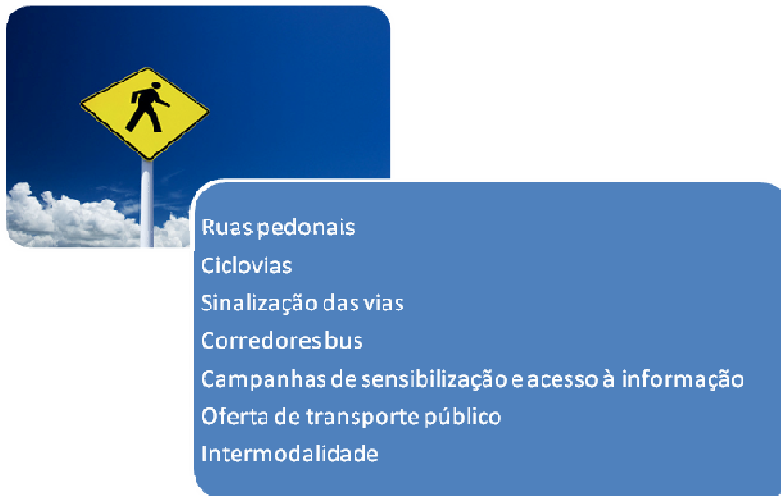 Ruas pedonais
Ciclovias
Sinalização das vias
Corredores bus
Campanhas de sensibilização e acesso à informação
Oferta de transporte público
Intermodalidade